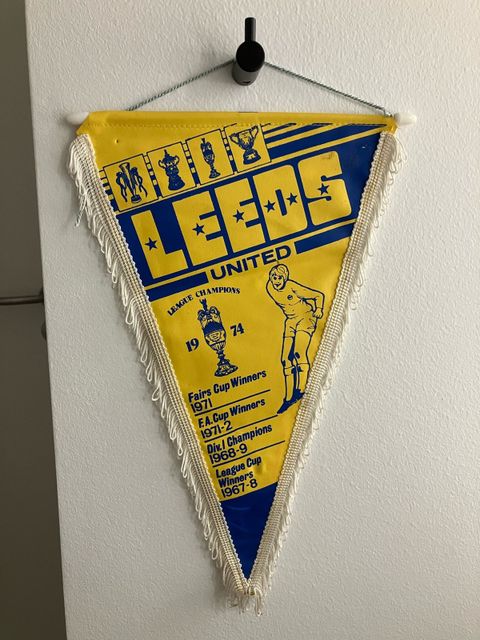 LEEDS
UNITED
LEAGUE CHAMPIONS
19 74
Fairs Cup Winners
1971
F.A. Cup Winners
1971-2
Div. 1 Champions
1968-9
League Cup
Winners
1967-8